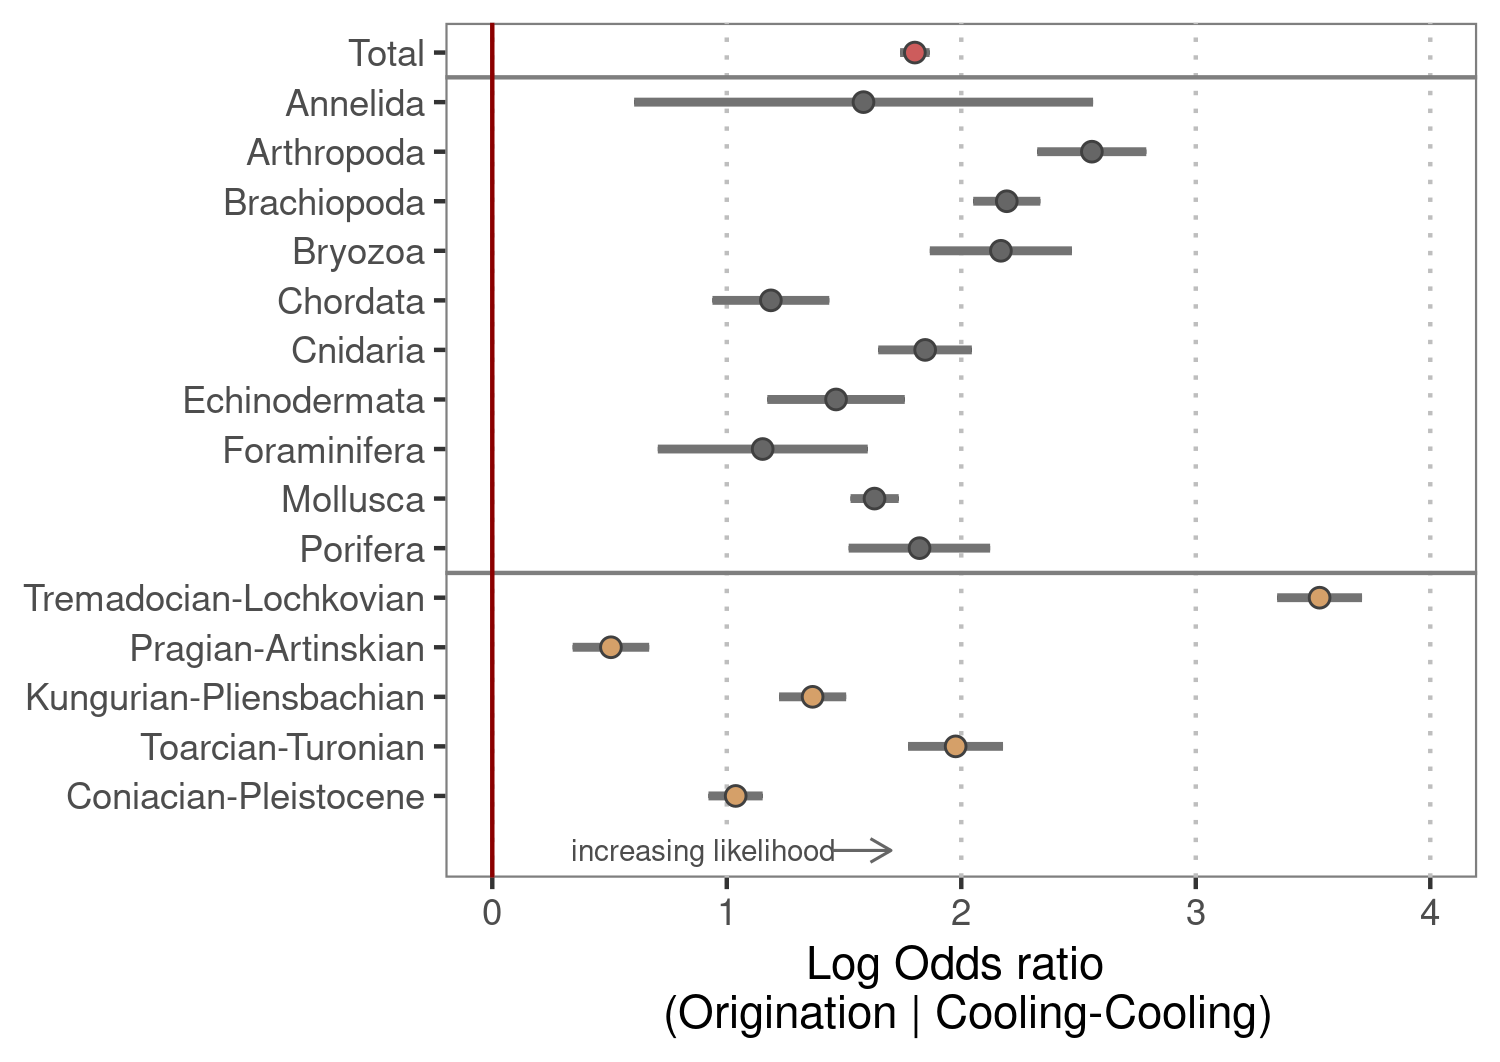 Total
Annelida
Arthropoda
Brachiopoda
Bryozoa
Chordata
Cnidaria
Echinodermata
Foraminifera
Mollusca
Porifera
Tremadocian-Lochkovian
Pragian-Artinskian
Kungurian-Pliensbachian
Toarcian-Turonian
Coniacian-Pleistocene
increasing likelihood
0 1 2 3 4
Log Odds ratio
(Origination | Cooling-Cooling)